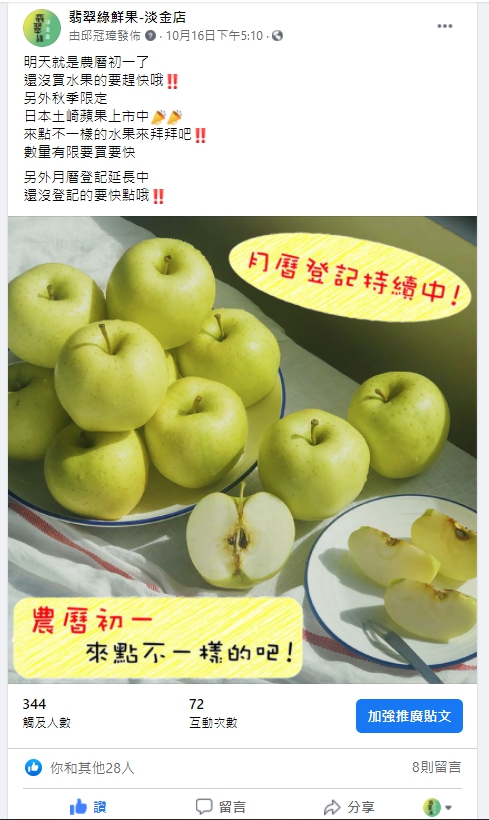 翡翠綠鮮果-淡金店
由邱冠瑋發佈 · 10月16日下午5:10 ·
明天就是農曆初一了
還沒買水果的要趕快哦‼️
另外秋季限定
日本土崎蘋果上市中🎉🎉
來點不一樣的水果來拜拜吧‼️
數量有限要買要快
另外月曆登記延長中
還沒登記的要快點哦‼️
月曆登記持續中!
農曆初一
來點不一樣的吧!
344
觸及人數
72
互動次數
加強推廣貼文
你和其他28人
8則留言
讚
留言
分享